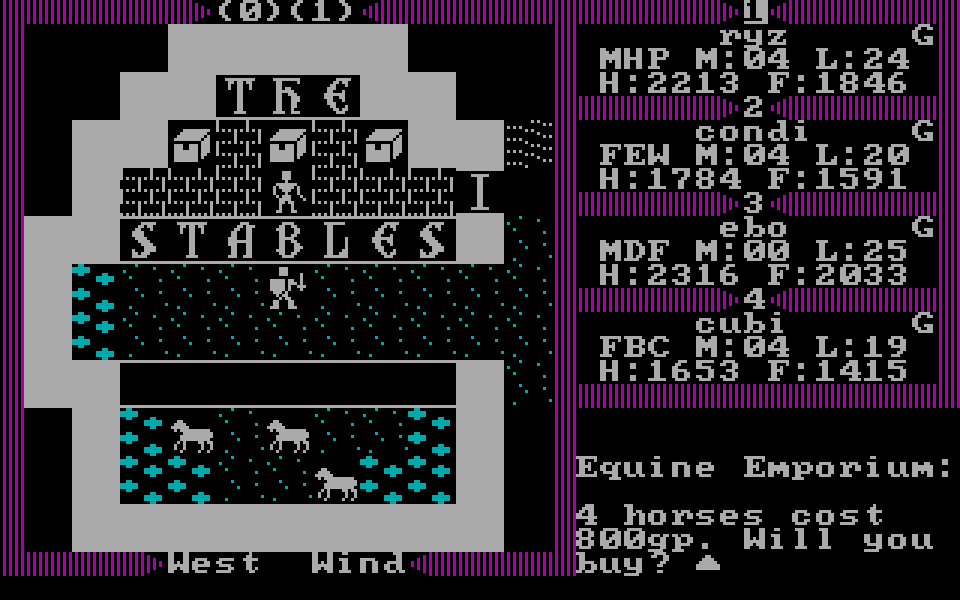 (0)(1)
THE
I
STABLES
West Wind
1
ryz G
MHP M:04 L:24
H:2213 F:1846
2
condi G
FEW M:04 L:20
H:1784 F:1591
3
ebo G
MDF M:00 L:25
H:2316 F:2033
4
cubi G
FBC M:04 L:19
H:1653 F:1415
Equine Emporium:
4 horses cost
800gp. Will you
buy?